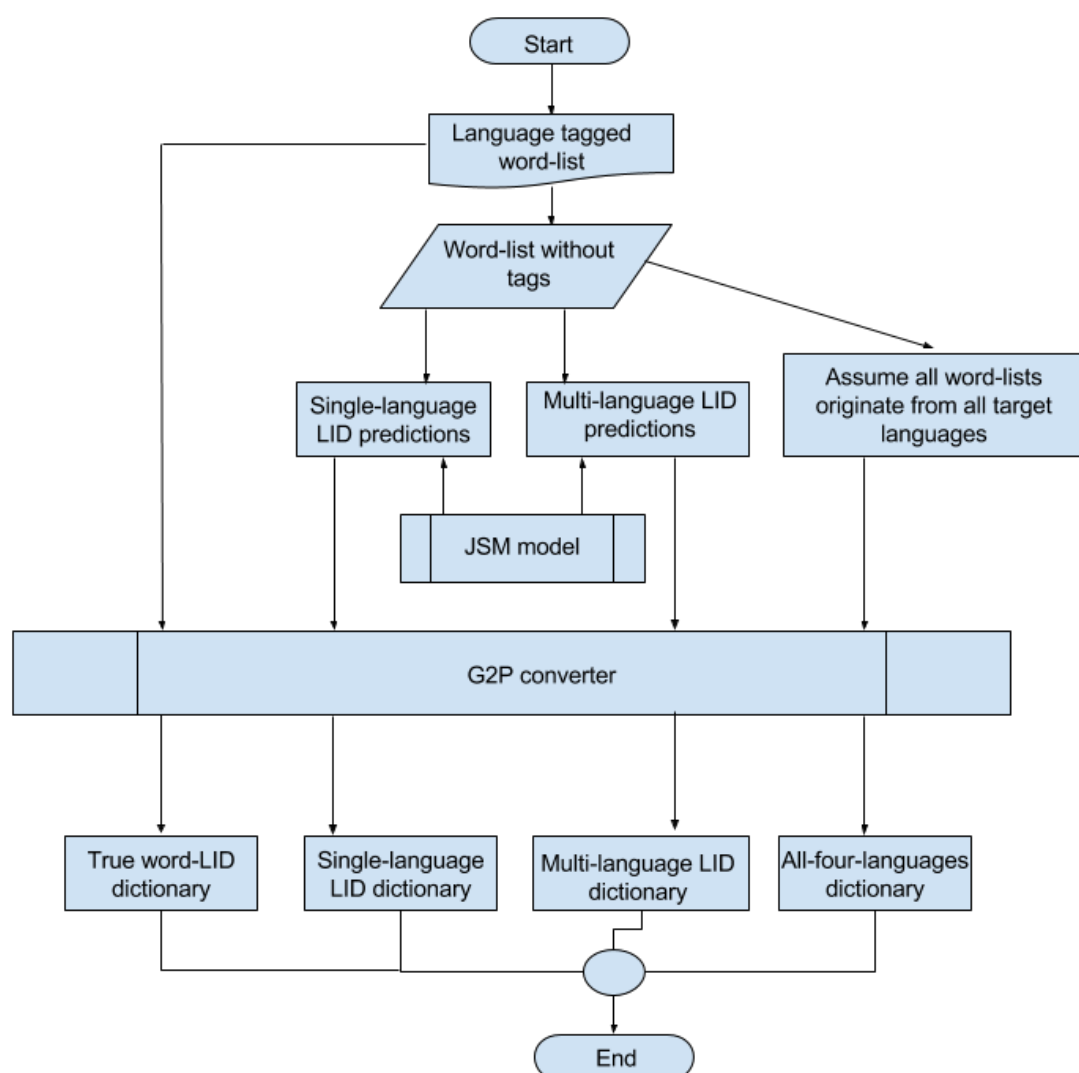 Start
Language tagged
word-list
Word-list without
tags
Single-language
LID predictions
Multi-language LID
predictions
Assume all word-lists
originate from all target
languages
JSM model
G2P converter
True word-LID
dictionary
Single-language
LID dictionary
Multi-language LID
dictionary
All-four-languages
dictionary
End